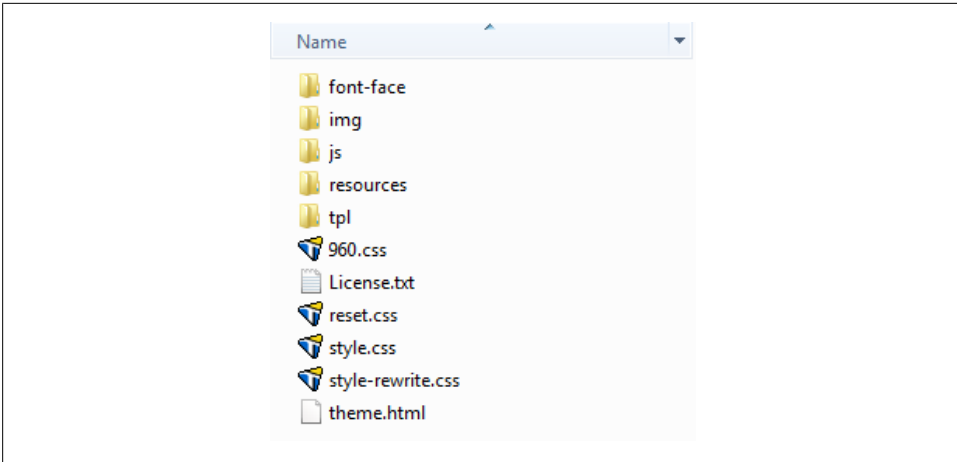 Name
font-face
img
js
resources
tpl
960.css
License.txt
reset.css
style.css
style-rewrite.css
theme.html